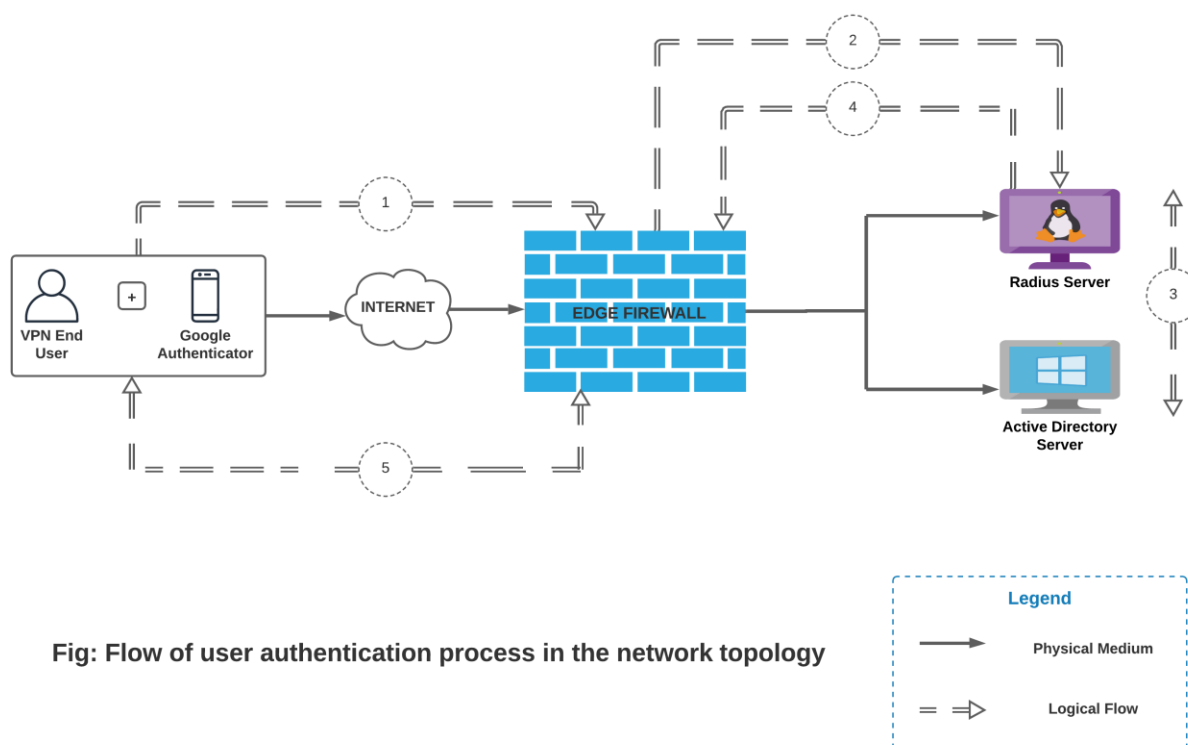 2
4
1
Radius Server
3
INTERNET
EDGE FIREWALL
+
VPN End
User
Google
Authenticator
Active Directory
Server
5
Legend
Physical Medium
Fig: Flow of user authentication process in the network topology
Logical Flow